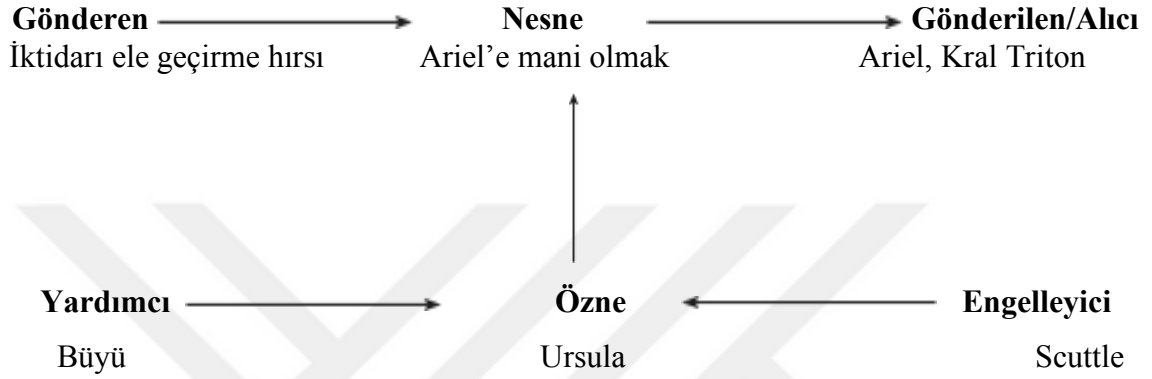 Gönderen Nesne Gönderilen/Alıcı
İktidarı ele geçirme hırsı Ariel’e mani olmak Ariel, Kral Triton
Yardımcı Özne Engelleyici
Büyü Ursula Scuttle